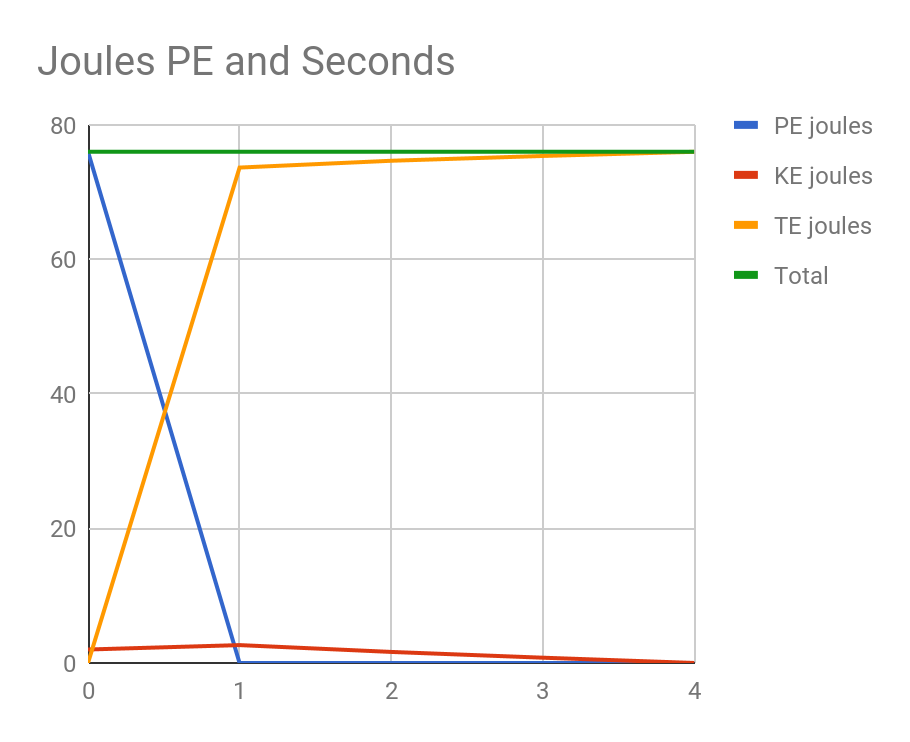 Joules PE and Seconds
80
60
40
20
0
0 1 2 3 4
PE joules
KE joules
TE joules
Total